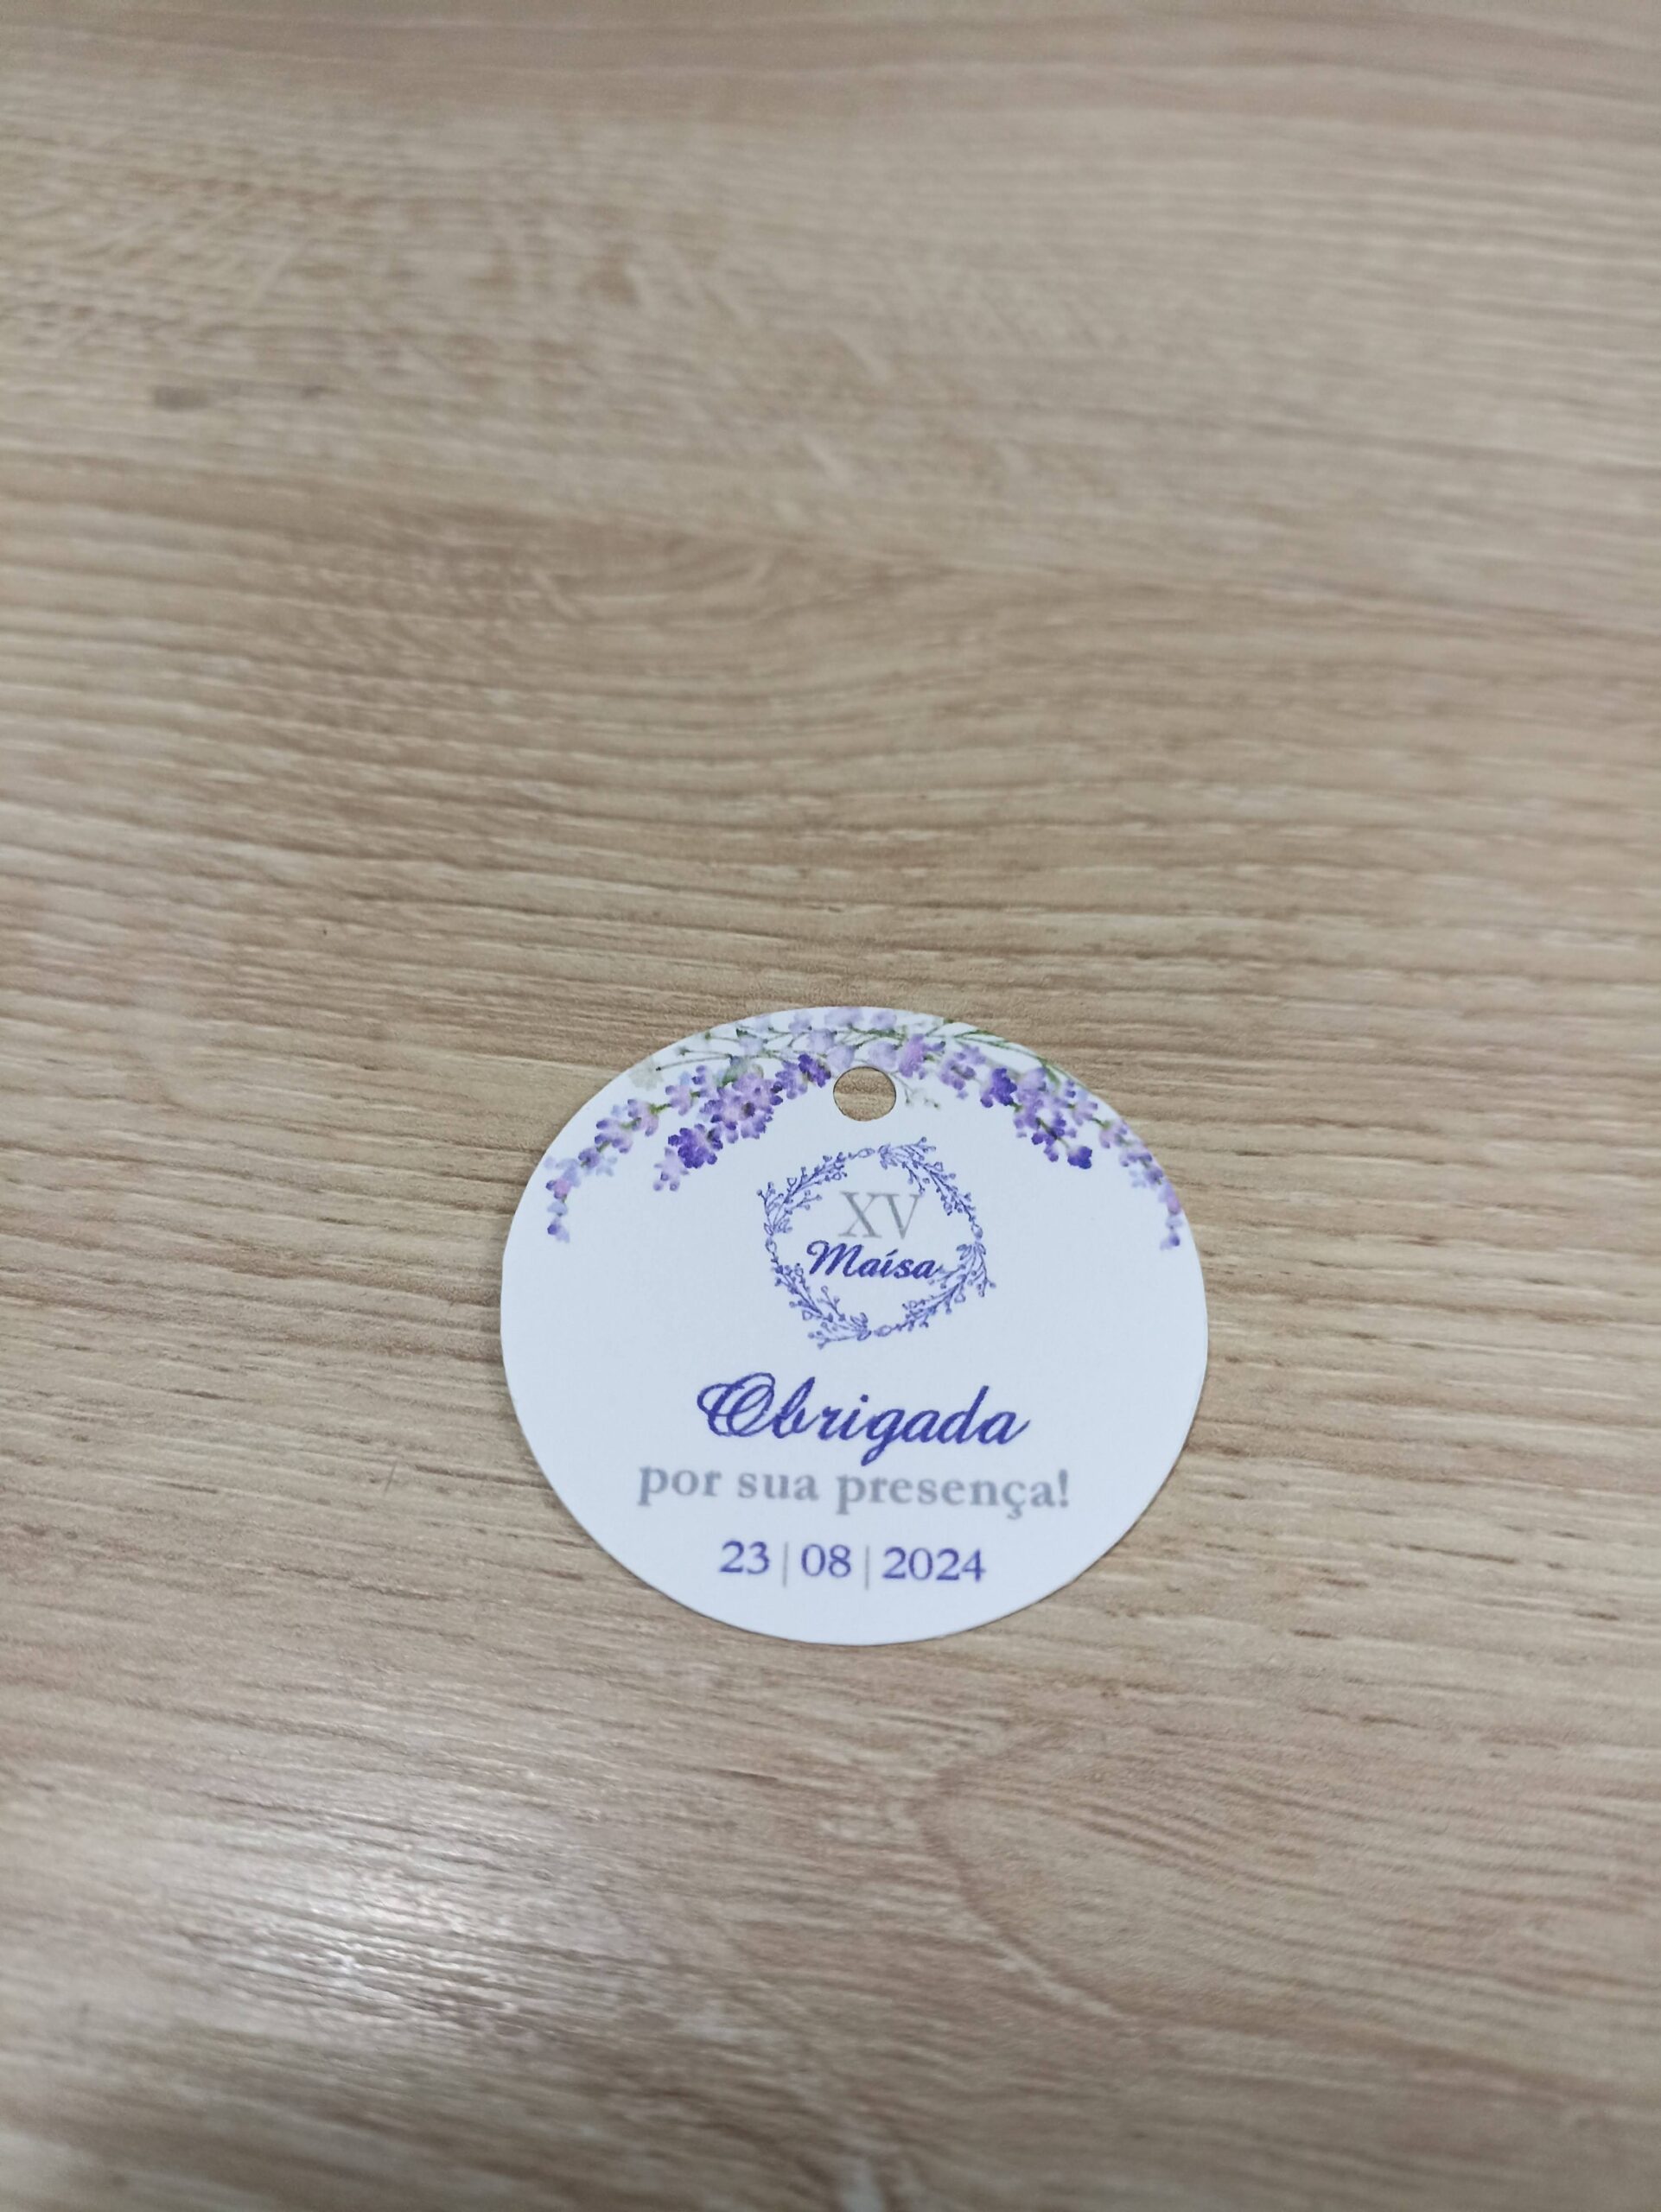 XV
Maísa
Obrigada
por sua presença!
23 | 08 | 2024